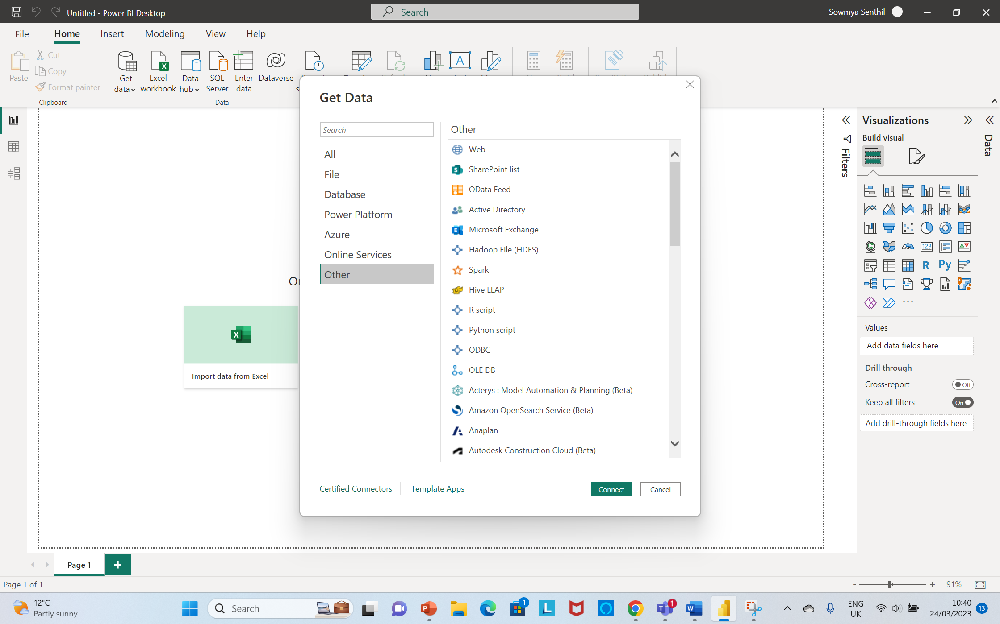 Untitled - Power BI Desktop
Search
Sowmya Senthil
File
Home
Insert
Modeling
View
Help
Paste
Cut
Copy
Format painter
Clipboard
Get data
Excel workbook
Data hub
SQL Server
Enter data
Dataverse
Data
Get Data
Search
All
File
Database
Power Platform
Azure
Online Services
Other
Other
Web
SharePoint list
OData Feed
Active Directory
Microsoft Exchange
Hadoop File (HDFS)
Spark
Hive LLAP
R script
Python script
ODBC
OLE DB
Acterys : Model Automation & Planning (Beta)
Amazon OpenSearch Service (Beta)
Anaplan
Autodesk Construction Cloud (Beta)
Certified Connectors
Template Apps
Connect
Cancel
Import data from Excel
Filters
Visualizations
Build visual
123
R
Py
Values
Add data fields here
Drill through
Cross-report
Off
Keep all filters
On
Add drill-through fields here
Data
Page 1
Page 1 of 1
- + 91%
12°C
Partly sunny
Search
1
1
ENG
UK
10:40
24/03/2023
13